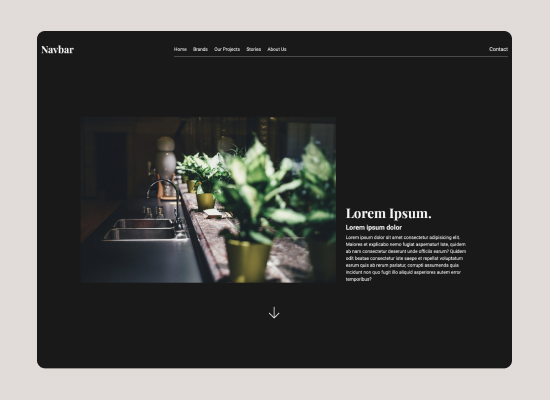 Navbar
Home Brands Our Projects Stories About Us
Contact
Lorem Ipsum.
Lorem ipsum dolor
Lorem ipsum dolor sit amet consectetur adipisicing elit.
Maiores et explicabo nemo fugiat aspernatur! Iste, quidem
ab nam consectetur deserunt unde officiis earum? Quibusdam
odit beatae consectetur iste saepe et repellat voluptatum
earum quis ab rerum pariatur, corrupti assumenda quis
incidunt non quo fugit illo aliquid asperiores autem error
temporibus?